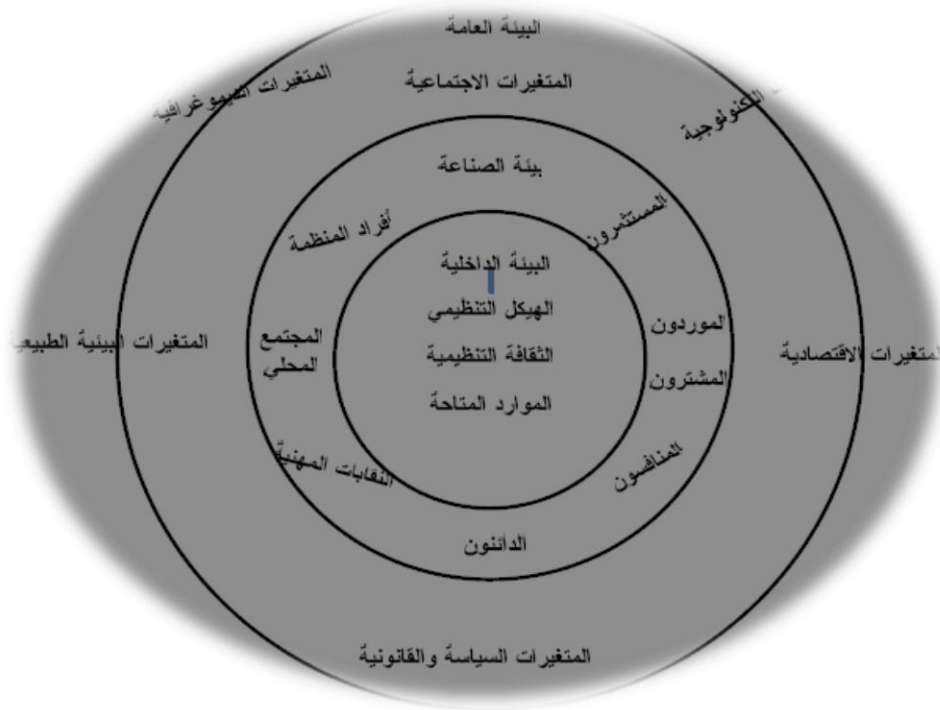 البيئة العامة
المتغيرات الاجتماعية
المتغيرات الديموغرافية
التكنولوجية
بيئة الصناعة
أفراد المنظمة
المستثمرون
البيئة الداخلية
الهيكل التنظيمي
الثقافة التنظيمية
الموارد المتاحة
الموردون
المشترون
المجتمع
المحلي
المتغيرات البيئية الطبيعية
المتغيرات الاقتصادية
المنافسون
النقابات المهنية
الدائنون
المتغيرات السياسة والقانونية